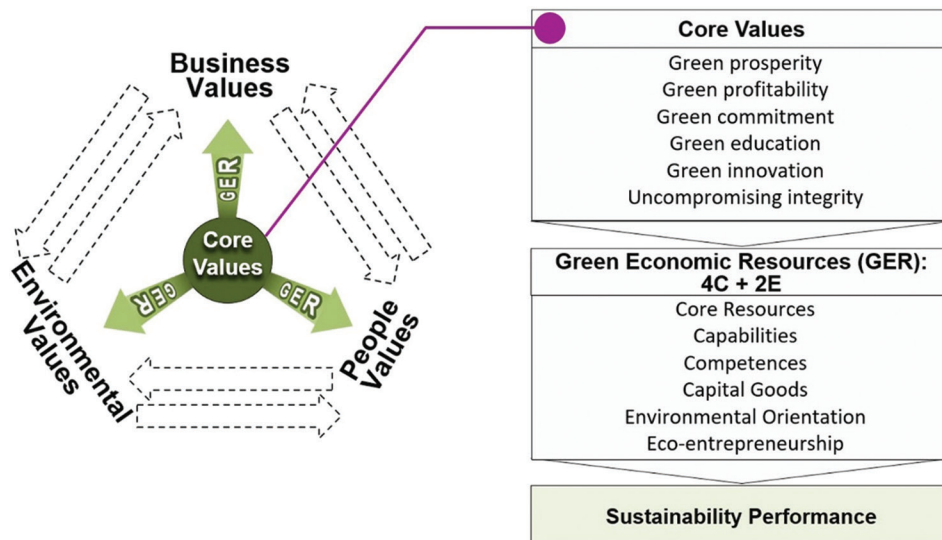 Business
Values
GER
Core
Values
GER
GER
Environmental
Values
People
Values
Core Values
Green prosperity
Green profitability
Green commitment
Green education
Green innovation
Uncompromising integrity
Green Economic Resources (GER):
4C + 2E
Core Resources
Capabilities
Competences
Capital Goods
Environmental Orientation
Eco-entrepreneurship
Sustainability Performance